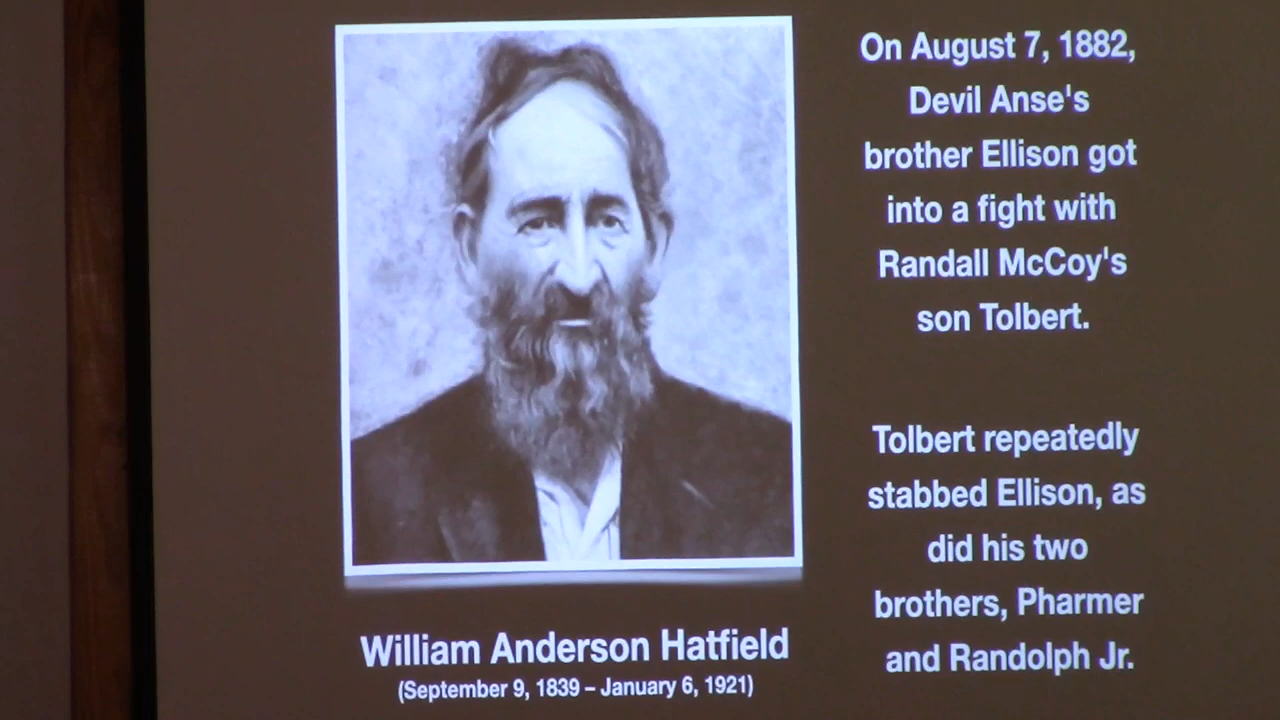 On August 7, 1882,
Devil Anse's
brother Ellison got
into a fight with
Randall McCoy's
son Tolbert.
Tolbert repeatedly
stabbed Ellison, as
did his two
brothers, Pharmer
and Randolph Jr.
William Anderson Hatfield
(September 9, 1839 – January 6, 1921)